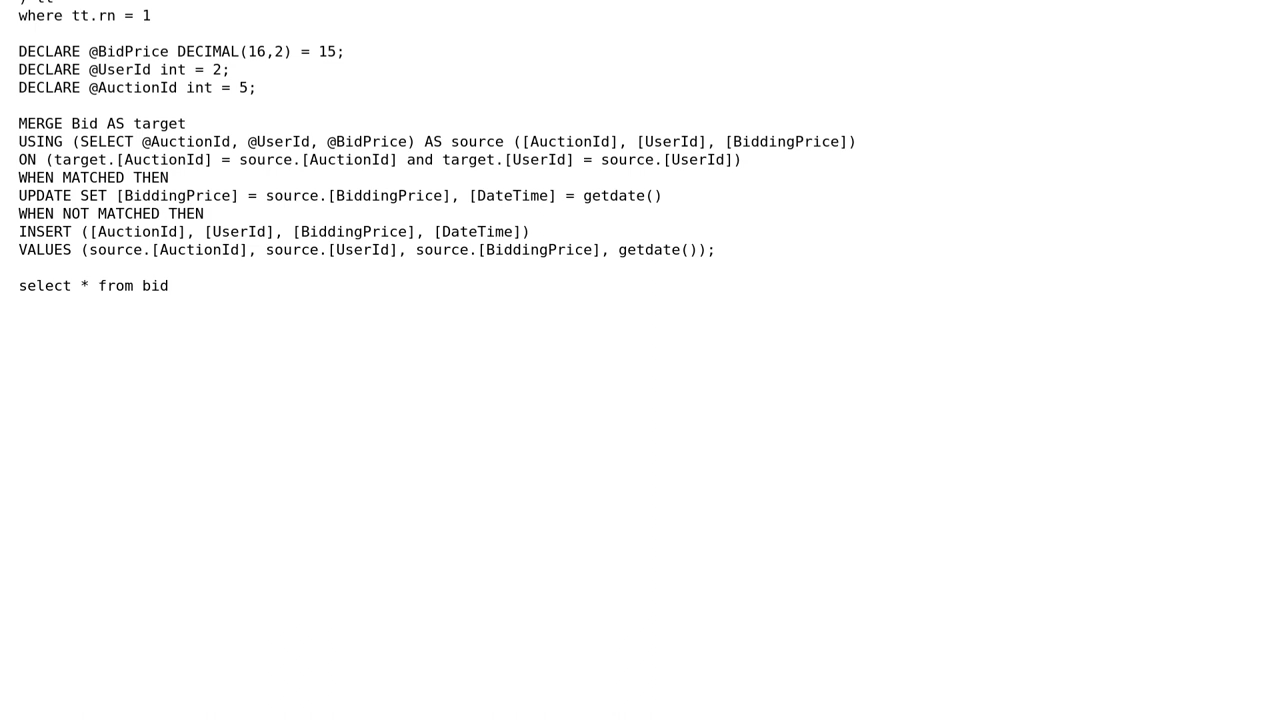 where tt.rn = 1
DECLARE @BidPrice DECIMAL(16,2) = 15;
DECLARE @UserId int = 2;
DECLARE @AuctionId int = 5;
MERGE Bid AS target
USING (SELECT @AuctionId, @UserId, @BidPrice) AS source ([AuctionId], [UserId], [BiddingPrice])
ON (target.[AuctionId] = source.[AuctionId] and target.[UserId] = source.[UserId])
WHEN MATCHED THEN
UPDATE SET [BiddingPrice] = source.[BiddingPrice], [DateTime] = getdate()
WHEN NOT MATCHED THEN
INSERT ([AuctionId], [UserId], [BiddingPrice], [DateTime])
VALUES (source.[AuctionId], source.[UserId], source.[BiddingPrice], getdate());
select * from bid